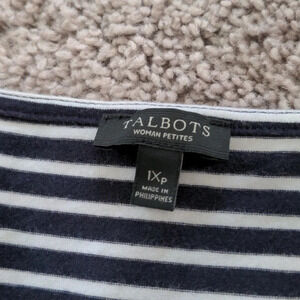 TALBOTS
WOMAN PETITES
1Xp
MADE IN
PHILIPPINES